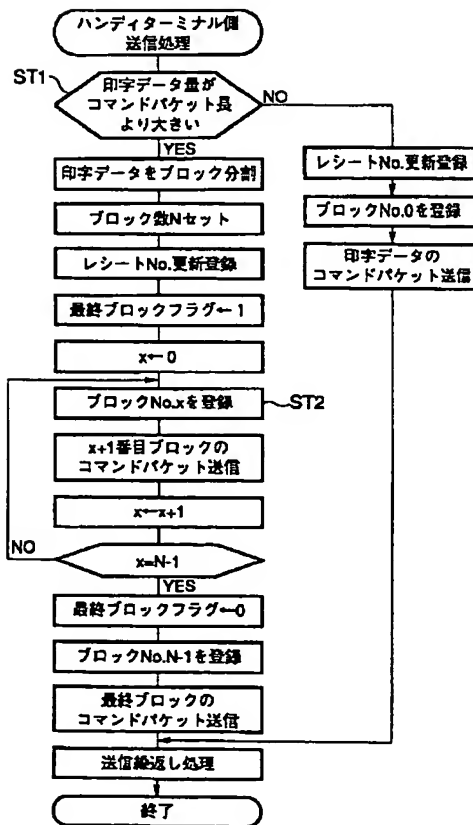 ハンディターミナル側
送信処理
ST1
印字データ量が
コマンドパケット長
より大きい
NO
YES
印字データをブロック分割
ブロック数Nセット
レシートNo.更新登録
最終ブロックフラグ←1
x←0
ブロックNo.xを登録
ST2
x+1番目ブロックの
コマンドパケット送信
x←x+1
NO
x=N-1
YES
最終ブロックフラグ←0
ブロックNo.N-1を登録
最終ブロックの
コマンドパケット送信
レシートNo.更新登録
ブロックNo.0を登録
印字データの
コマンドパケット送信
送信繰返し処理
終了